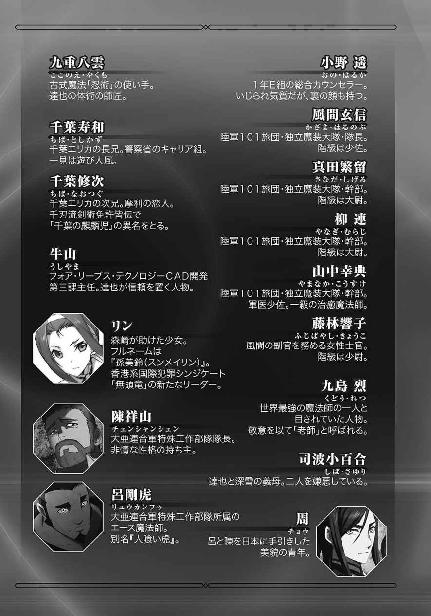 九重八雲
ここのえ・やくも
古式魔法「忍術」の使い手。
達也の体術の師匠。
千葉寿和
ちば・としかず
千葉エリカの長兄。警察省のキャリア組。
一見は遊び人風。
千葉修次
ちば・なおつぐ
千葉エリカの次兄。摩利の恋人。
千刃流剣術免許皆伝で
『千葉の麒麟児』の異名をとる。
牛山
うしやま
フォア・リーブス・テクノロジーCAD開発
第三課主任。達也が信頼を置く人物。
リン
森崎が助けた少女。
フルネームは
『孫美鈴(スンメイリン)』。
香港系国際犯罪シンジケート
『無頭竜』の新たなリーダー。
陳祥山
チェンシャンシェン
大亜連合軍特殊工作部隊隊長。
非情な性格の持ち主。
呂剛虎
リュウカンフゥ
大亜連合軍特殊工作部隊所属の
エース魔法師。
別名『人喰い虎』。
小野 遥
おの・はるか
1年E組の総合カウンセラー。
いじられ気質だが、裏の顔も持つ。
風間玄信
かざま・はるのぶ
陸軍101旅団・独立魔装大隊・隊長。
階級は少佐。
真田繁留
さなだ・しげる
陸軍101旅団・独立魔装大隊・幹部。
階級は大尉。
柳 連
やなぎ・むらじ
陸軍101旅団・独立魔装大隊・幹部。
階級は大尉。
山中幸典
やまなか・こうすけ
陸軍101旅団・独立魔装大隊・幹部。
軍医少佐。一級の治癒魔法師。
藤林響子
ふじばやし・きょうこ
風間の副官を務める女性士官。
階級は少尉。
九島 烈
くどう・れつ
世界最強の魔法師の一人と
目されていた人物。
敬意を以て「老師」と呼ばれる。
司波小百合
しば・さゆり
達也と深雪の義母。二人を嫌悪している。
周
チョウ
呂と陳を日本に手引きした
美貌の青年。